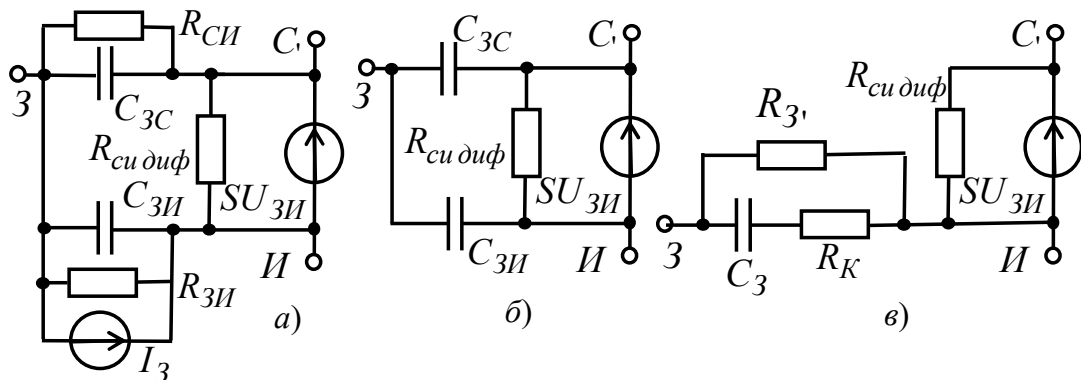 R_СИ
С'
З
C_ЗС
R_си диф
C_ЗИ
SU_ЗИ
И
R_ЗИ
I_З
а)
C_ЗС
С'
З
R_си диф
SU_ЗИ
C_ЗИ
И
б)
С'
R_си диф
R_З'
SU_ЗИ
З
C_З
R_К
И
в)